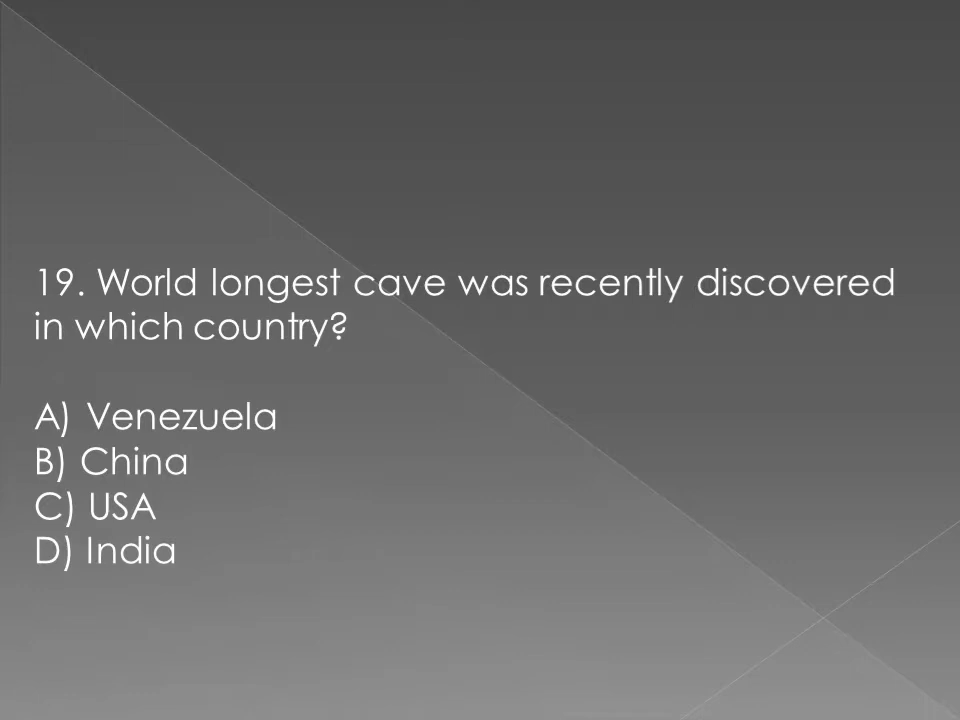 19. World longest cave was recently discovered
in which country?
A) Venezuela
B) China
C) USA
D) India